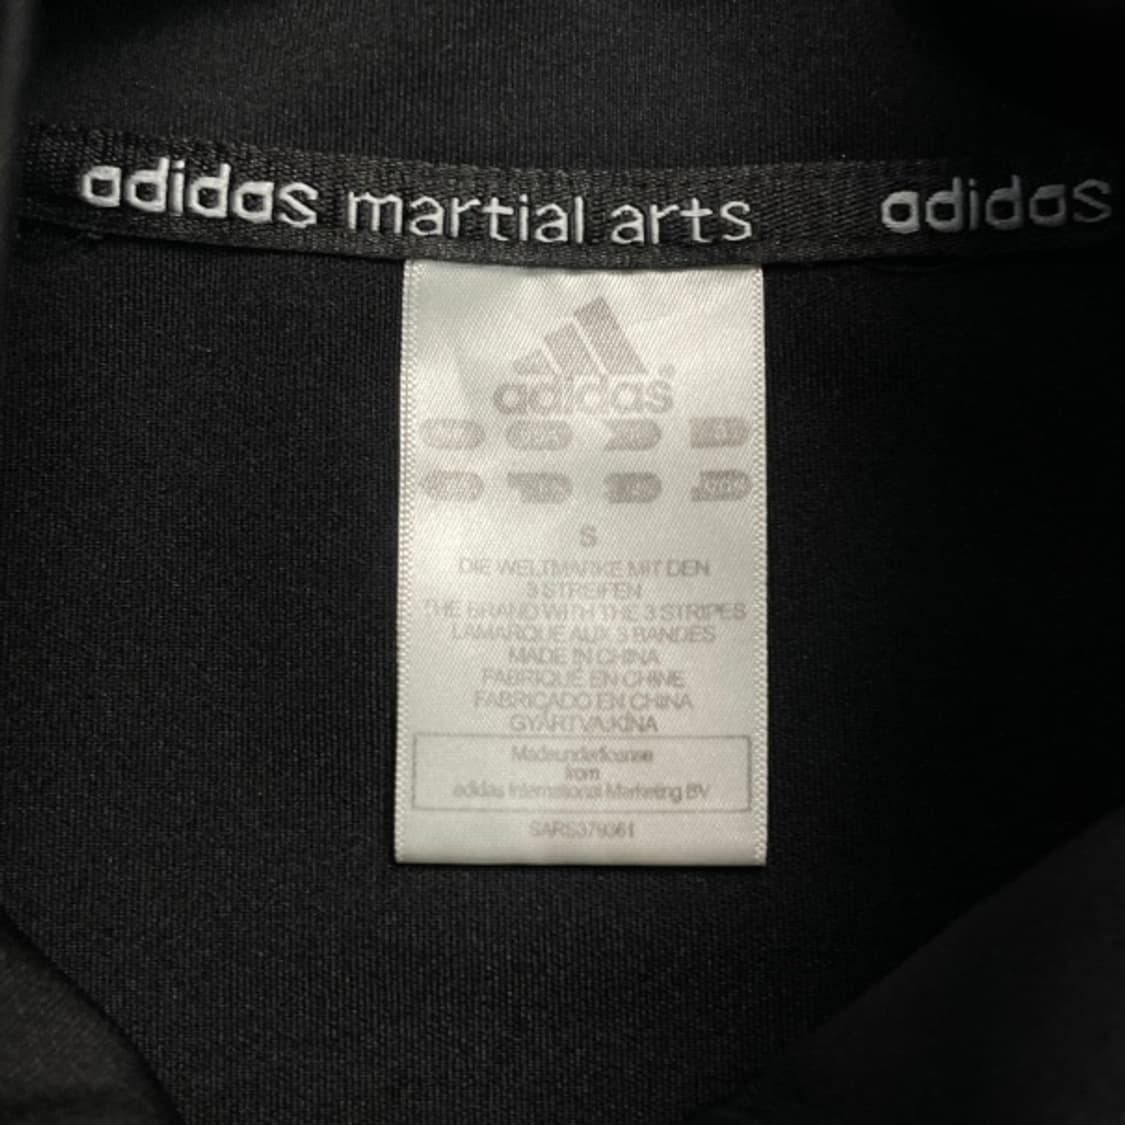 adidas martial arts adidas
adidas
S
DIE WELTMARKE MIT DEN
3 STREIFEN
THE BRAND WITH THE 3 STRIPES
LA MARQUE AUX 3 BANDES
MADE IN CHINA
FABRIQUÉ EN CHINE
FABRICADO EN CHINA
GYÁRTVA:KÍNA
Made under license
from
adidas International Marketing BV
SARS379361